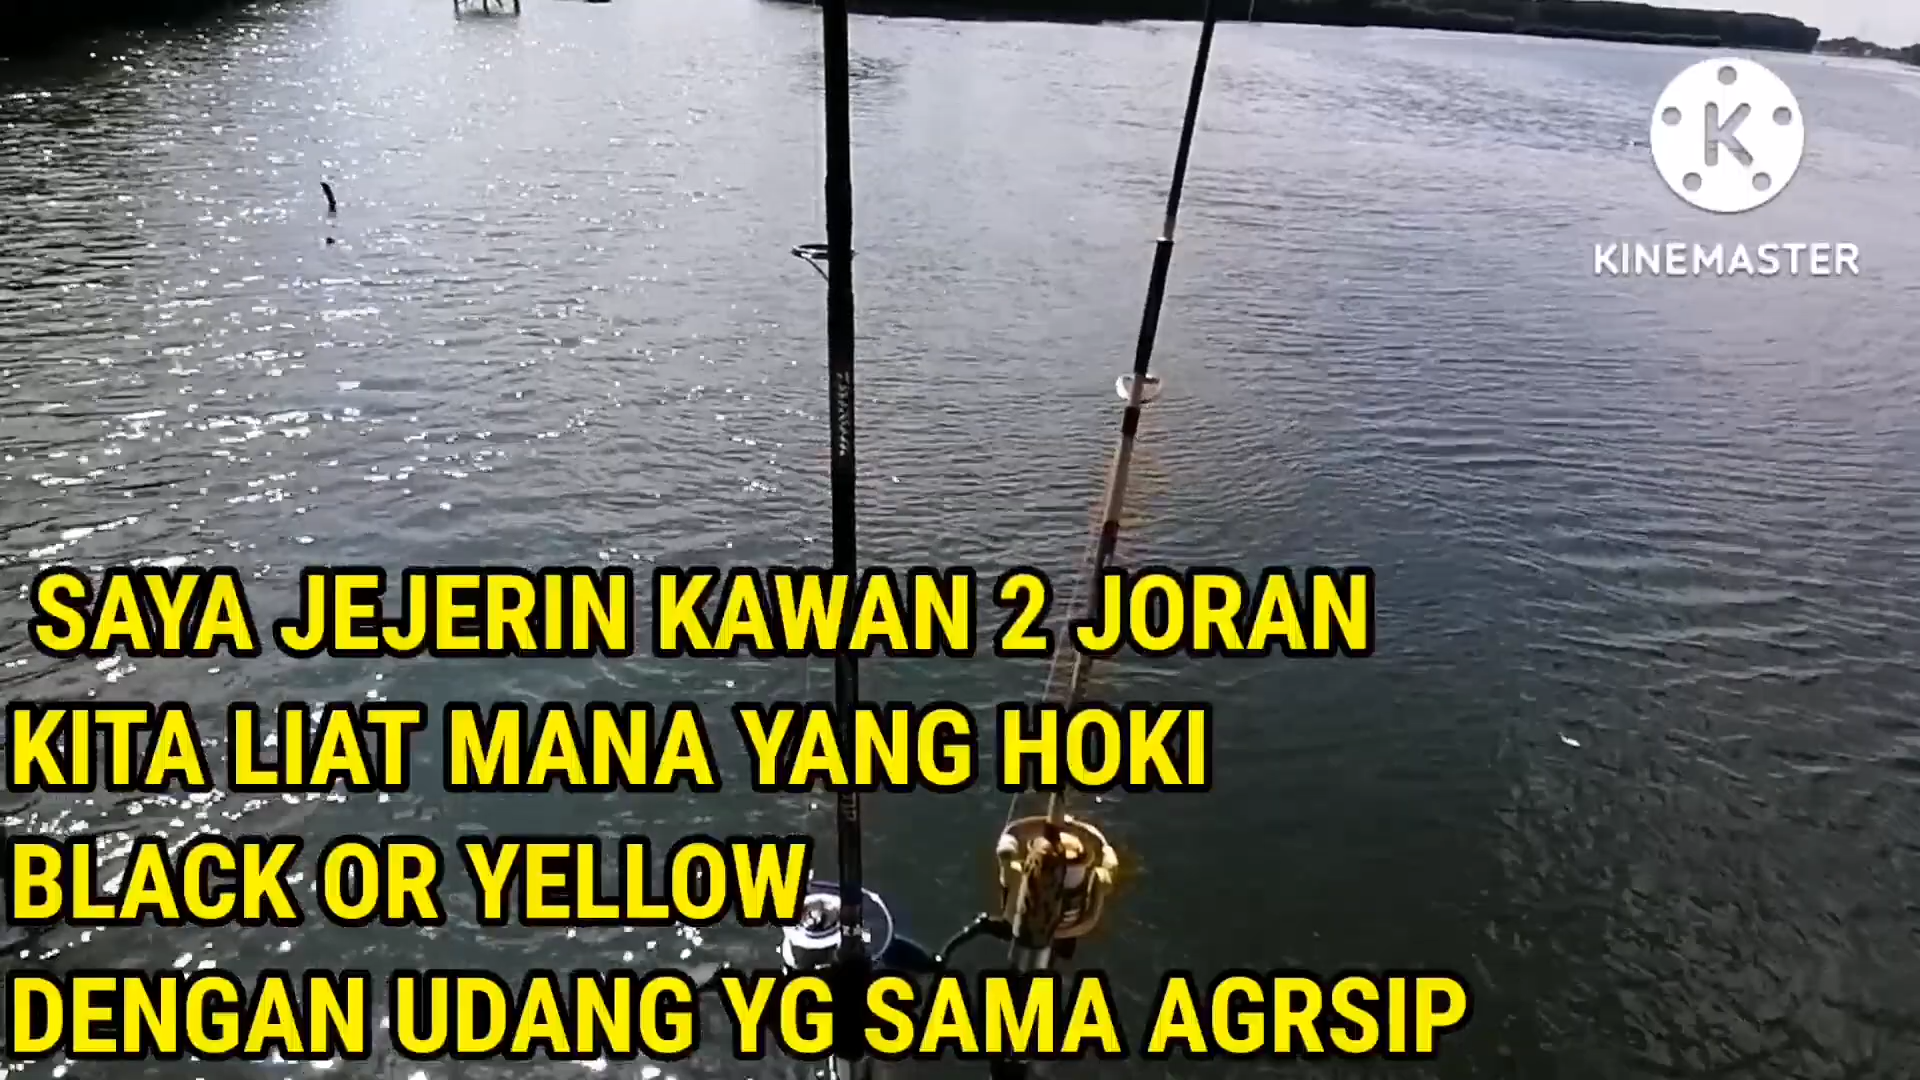 K
KINEMASTER
DAIWA
SAYA JEJERIN KAWAN 2 JORAN
KITA LIAT MANA YANG HOKI
BLACK OR YELLOW
DENGAN UDANG YG SAMA AGRSIP